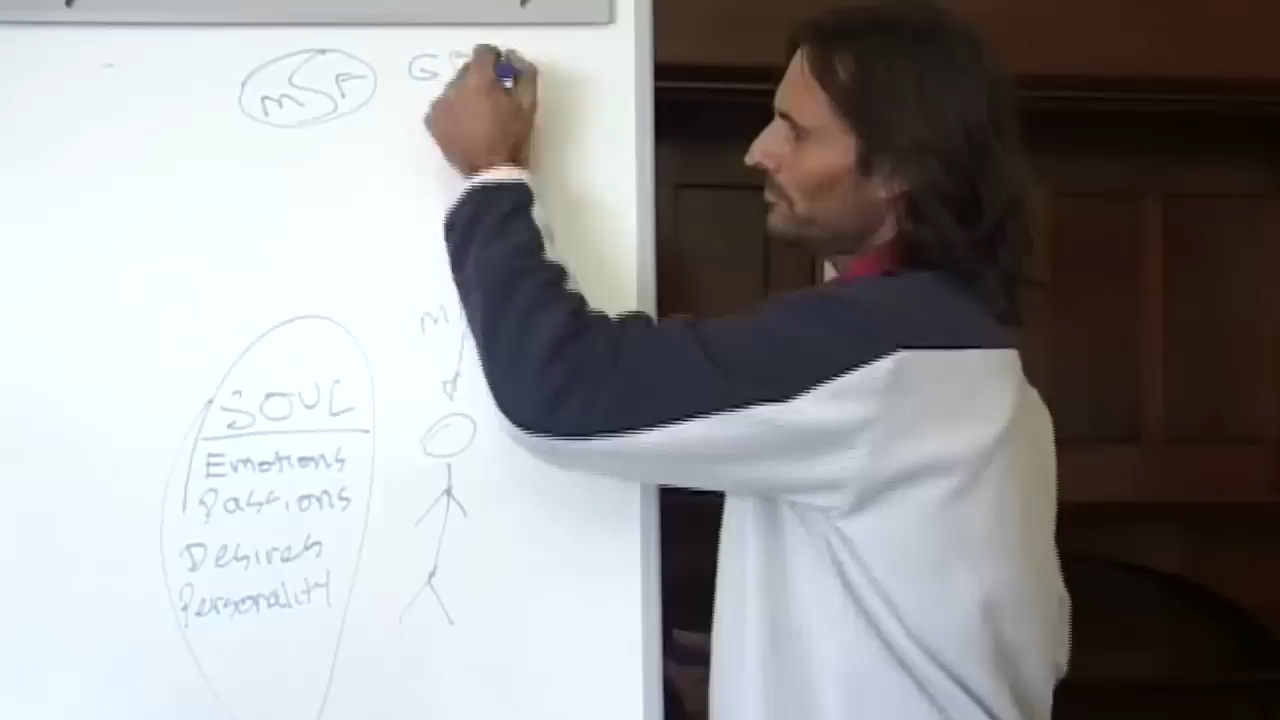 MSF G
M
SOUL
Emotions
Passions
Desires
Personality